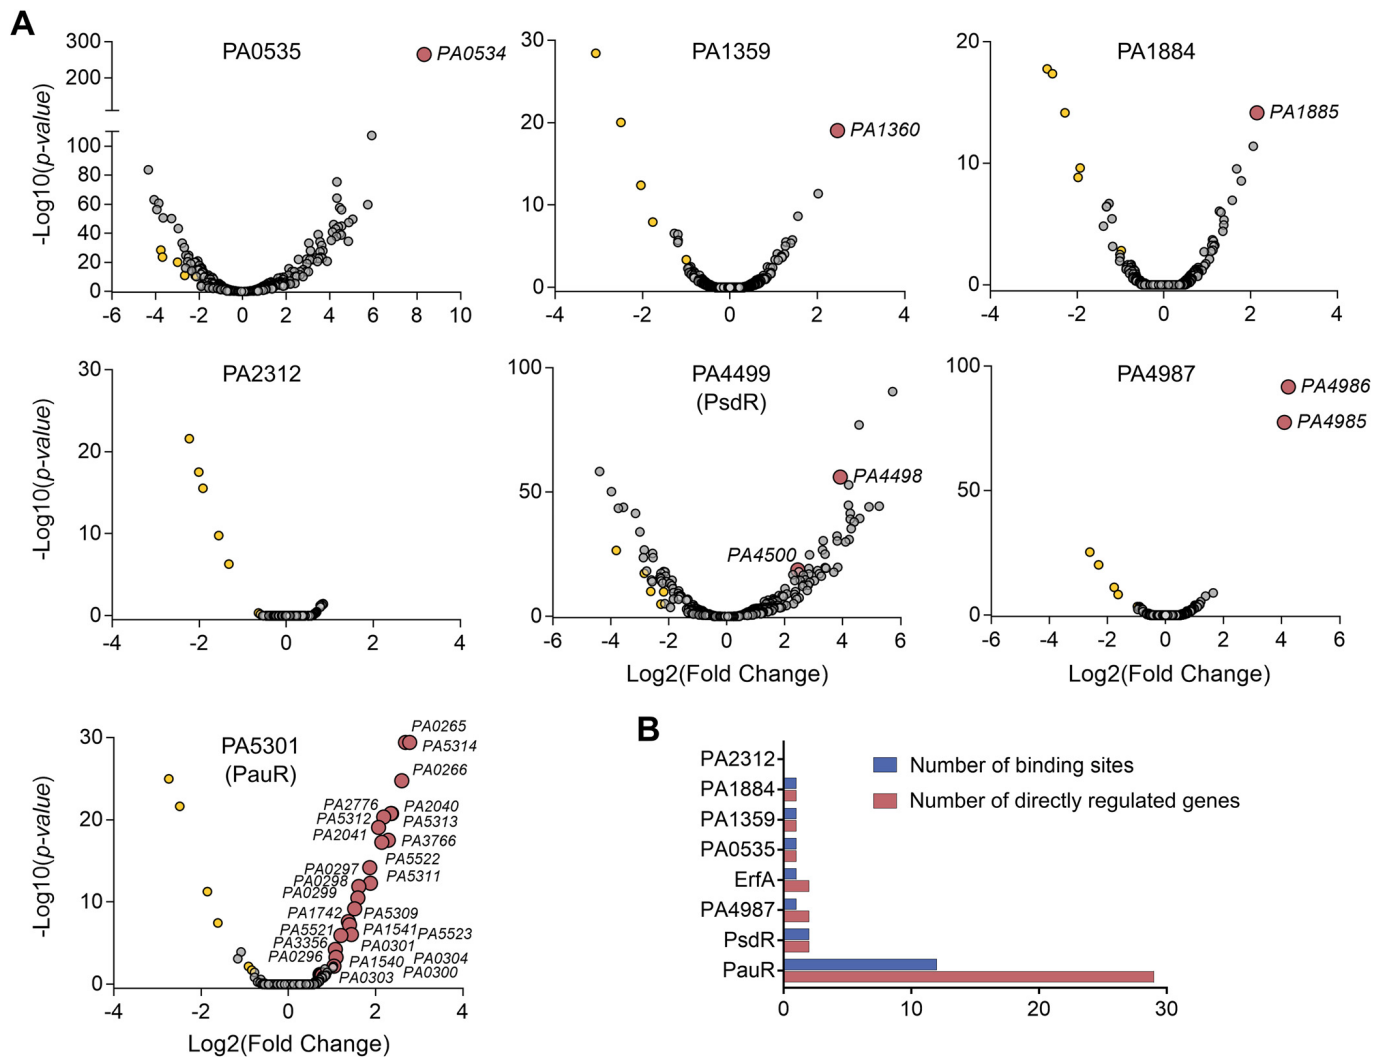 A
PA0535
PA0534
-Log10(p-value)
300
200
100
80
60
40
20
0
-6 -4 -2 0 2 4 6 8 10
PA1359
PA1360
30
20
10
0
-4 -2 0 2 4
PA1884
PA1885
20
10
0
-4 -2 0 2 4
PA2312
-Log10(p-value)
30
20
10
0
-4 -2 0 2 4
PA4499
(PsdR)
PA4498
PA4500
100
50
0
-6 -4 -2 0 2 4 6
Log2(Fold Change)
PA4987
PA4986
PA4985
100
50
0
-6 -4 -2 0 2 4 6
Log2(Fold Change)
PA5301
(PauR)
-Log10(p-value)
30
20
10
0
PA0265
PA5314
PA0266
PA2776 PA2040
PA5312 PA5313
PA2041 PA3766
PA5522
PA0297 PA5311
PA0298
PA0299
PA1742 PA5309
PA5521 PA1541 PA5523
PA3356 PA0301
PA0296 PA1540 PA0304
PA0303 PA0300
-4 -2 0 2 4
Log2(Fold Change)
B
PA2312
PA1884
PA1359
PA0535
ErfA
PA4987
PsdR
PauR
Number of binding sites
Number of directly regulated genes
0 10 20 30